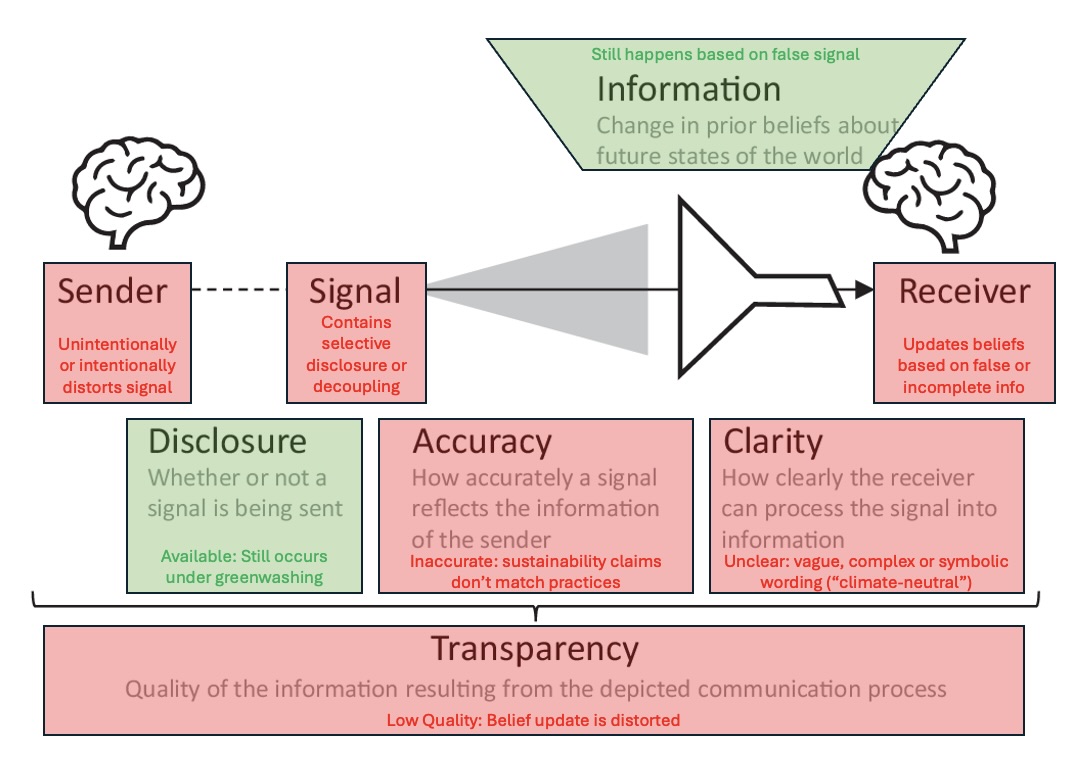 Still happens based on false signal
Information
Change in prior beliefs about
future states of the world
Sender
Unintentionally
or intentionally
distorts signal
Signal
Contains
selective
disclosure or
decoupling
Receiver
Updates beliefs
based on false or
incomplete info
Disclosure
Whether or not a
signal is being sent
Available: Still occurs
under greenwashing
Accuracy
How accurately a signal
reflects the information
of the sender
Inaccurate: sustainability claims
don’t match practices
Clarity
How clearly the receiver
can process the signal into
information
Unclear: vague, complex or symbolic
wording (“climate-neutral”)
Transparency
Quality of the information resulting from the depicted communication process
Low Quality: Belief update is distorted